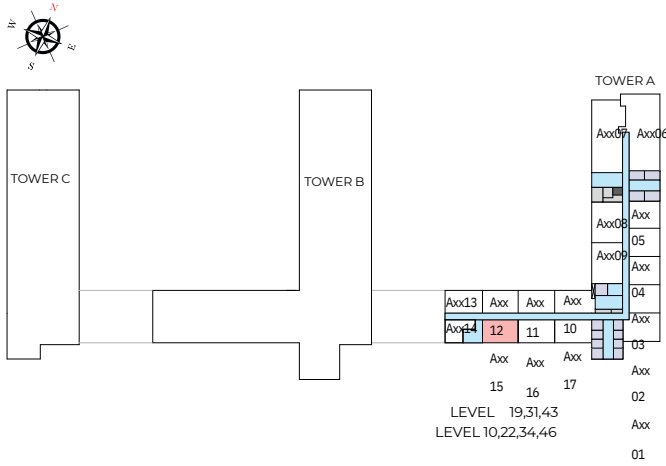 N
W
E
S
TOWER A
Axx07 Axx06
TOWER C
TOWER B
Axx
Axx08
05
Axx09
Axx
04
Axx13 Axx Axx Axx
Axx
Axx14 12 11 10
03
Axx Axx Axx
Axx
15 16 17
02
LEVEL 19,31,43
Axx
LEVEL 10,22,34,46
01